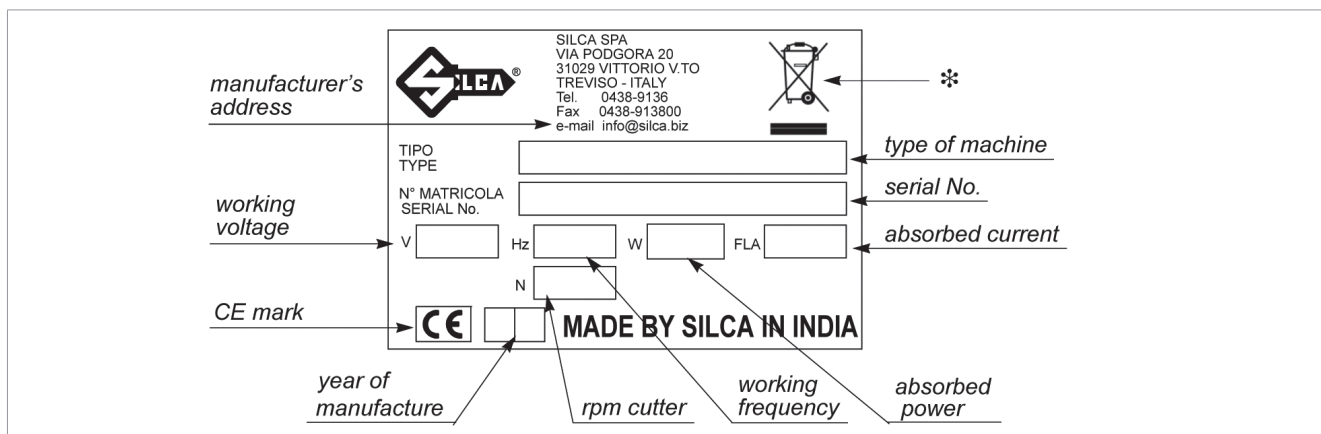 SILCA®
SILCA SPA
VIA PODGORA 20
31029 VITTORIO V.TO
TREVISO - ITALY
Tel. 0438-9136
Fax 0438-913800
e-mail info@silca.biz
manufacturer's
address
*
TIPO
TYPE
type of machine
N° MATRICOLA
SERIAL No.
serial No.
working
voltage
V
Hz
W
FLA
absorbed current
N
CE mark
CE
MADE BY SILCA IN INDIA
year of
manufacture
rpm cutter
working
frequency
absorbed
power